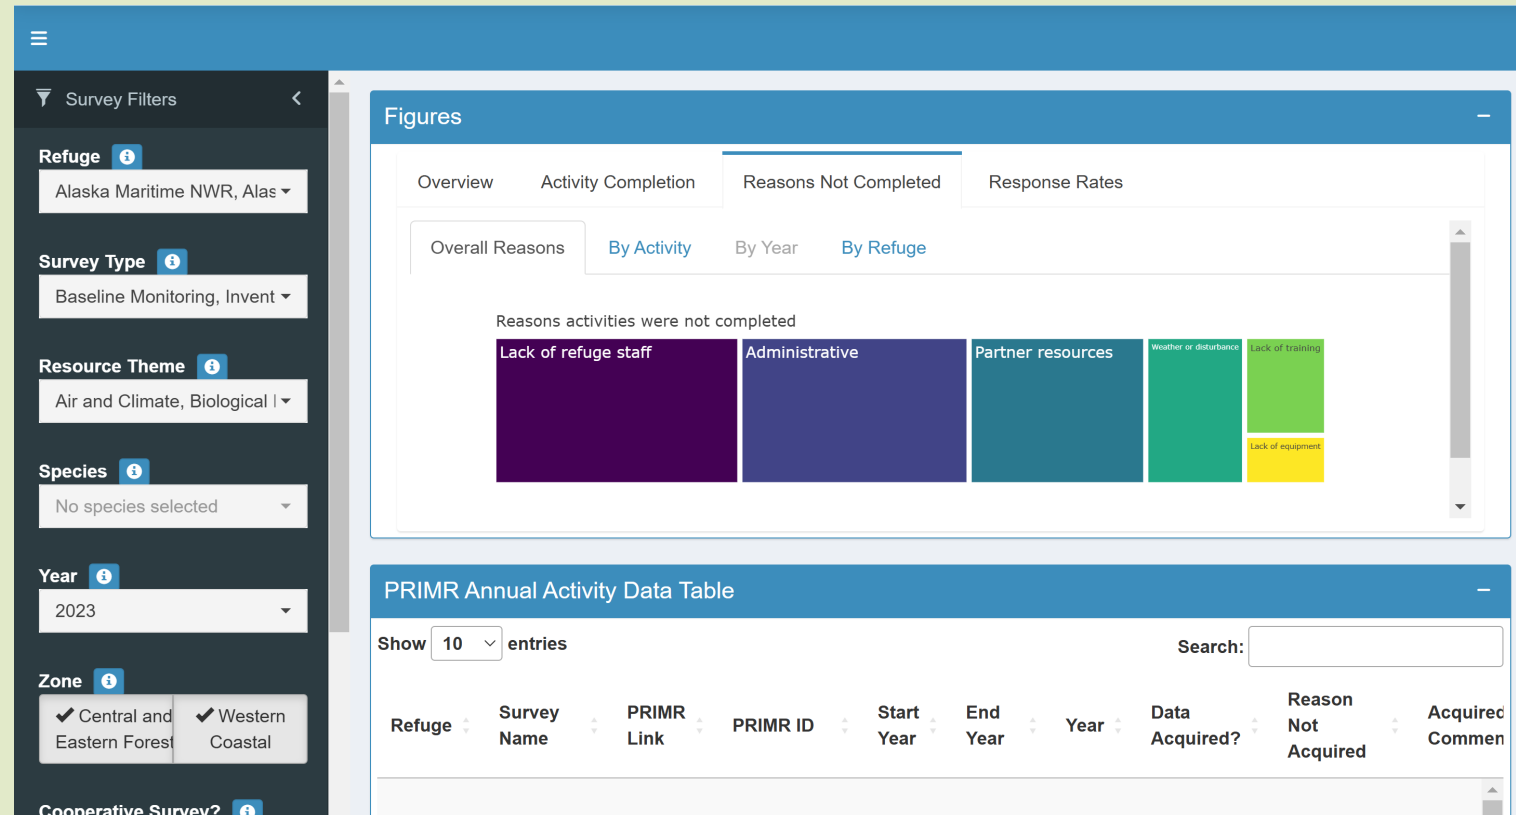 Survey Filters
Refuge
Alaska Maritime NWR, Alas
Survey Type
Baseline Monitoring, Invent
Resource Theme
Air and Climate, Biological
Species
No species selected
Year
2023
Zone
Central and
Eastern Forest
Western
Coastal
Cooperative Survey?
Figures
Overview
Activity Completion
Reasons Not Completed
Response Rates
Overall Reasons
By Activity
By Year
By Refuge
Reasons activities were not completed
Lack of refuge staff
Administrative
Partner resources
Weather or disturbance
Lack of training
Lack of equipment
PRIMR Annual Activity Data Table
Show 10 entries
Search:
Refuge
Survey
Name
PRIMR
Link
PRIMR ID
Start
Year
End
Year
Year
Data
Acquired?
Reason
Not
Acquired
Acquired
Commen